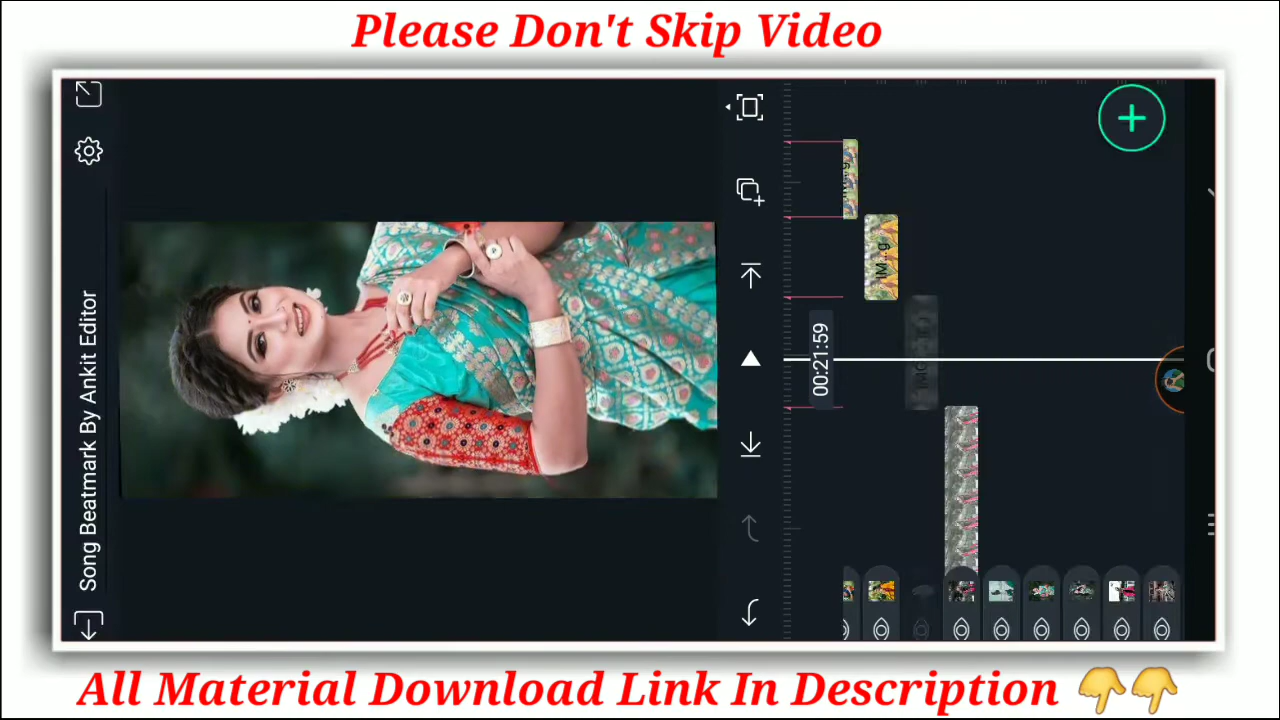 Please Don't Skip Video
Song Beatmark By Ankit Editor
00:21:59
All Material Download Link In Description 👇👇